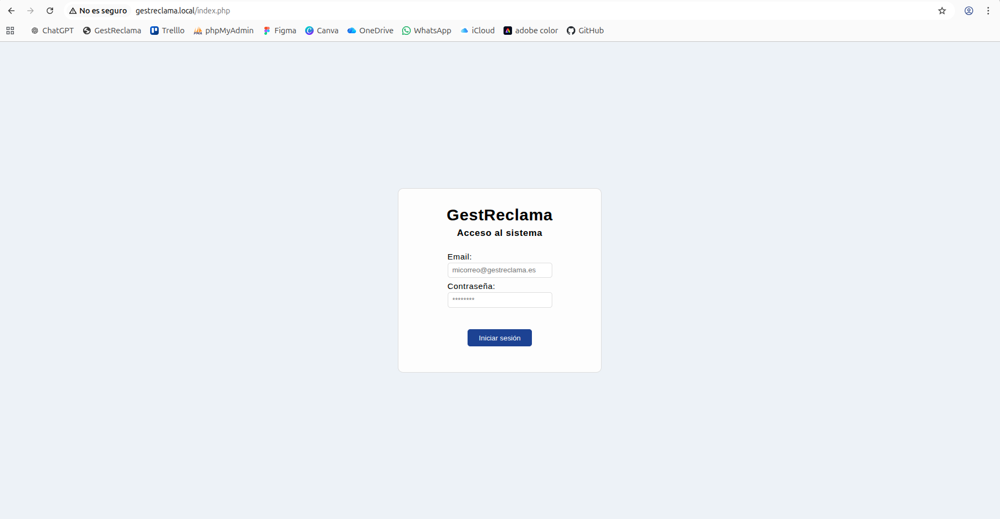 No es seguro gestreclama.local/index.php
ChatGPT GestReclama Trelllo phpMyAdmin Figma Canva OneDrive WhatsApp iCloud adobe color GitHub
GestReclama
Acceso al sistema
Email:
micorreo@gestreclama.es
Contraseña:
********
Iniciar sesión